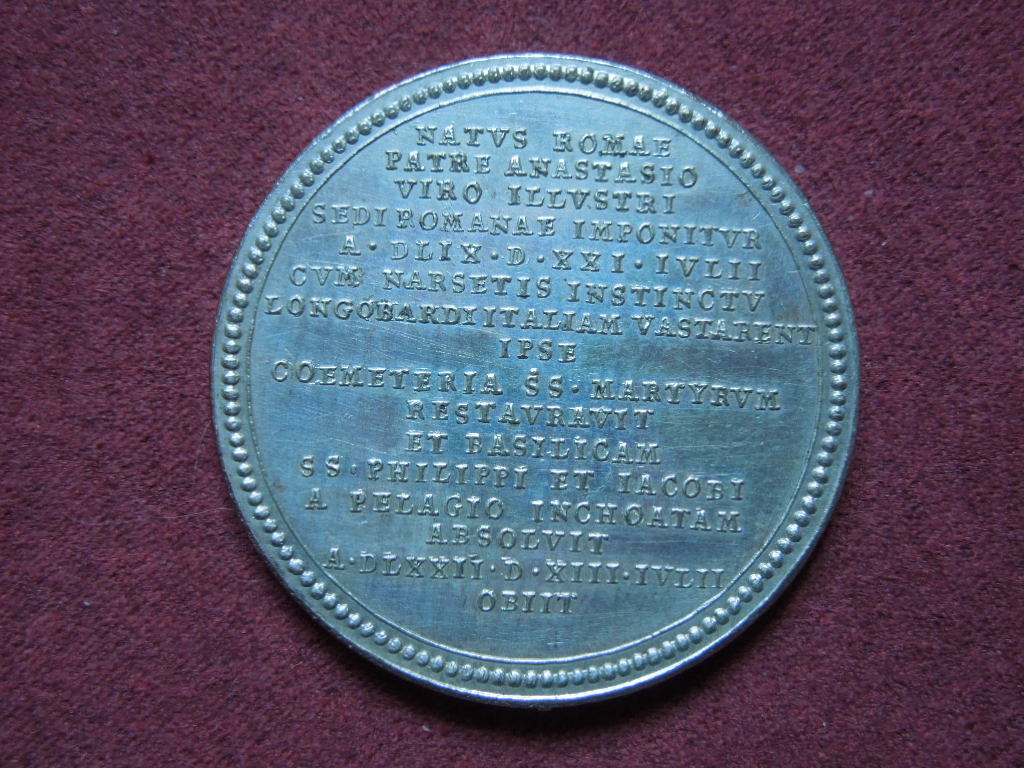 NATVS ROMAE
PATRE ANASTASIO
VIRO ILLVSTRI
SEDI ROMANAE IMPONITVR
A · DLIX · D · XXI · IVLII
CVM NARSETIS INSTINCTV
LONGOBARDI ITALIAM VASTARENT
IPSE
COEMETERIA SS · MARTYRVM
RESTAVRAVIT
ET BASILICAM
SS · PHILIPPI ET IACOBI
A PELAGIO INCHOATAM
ABSOLVIT
A · DLXXII · D · XIII · IVLII
OBIIT